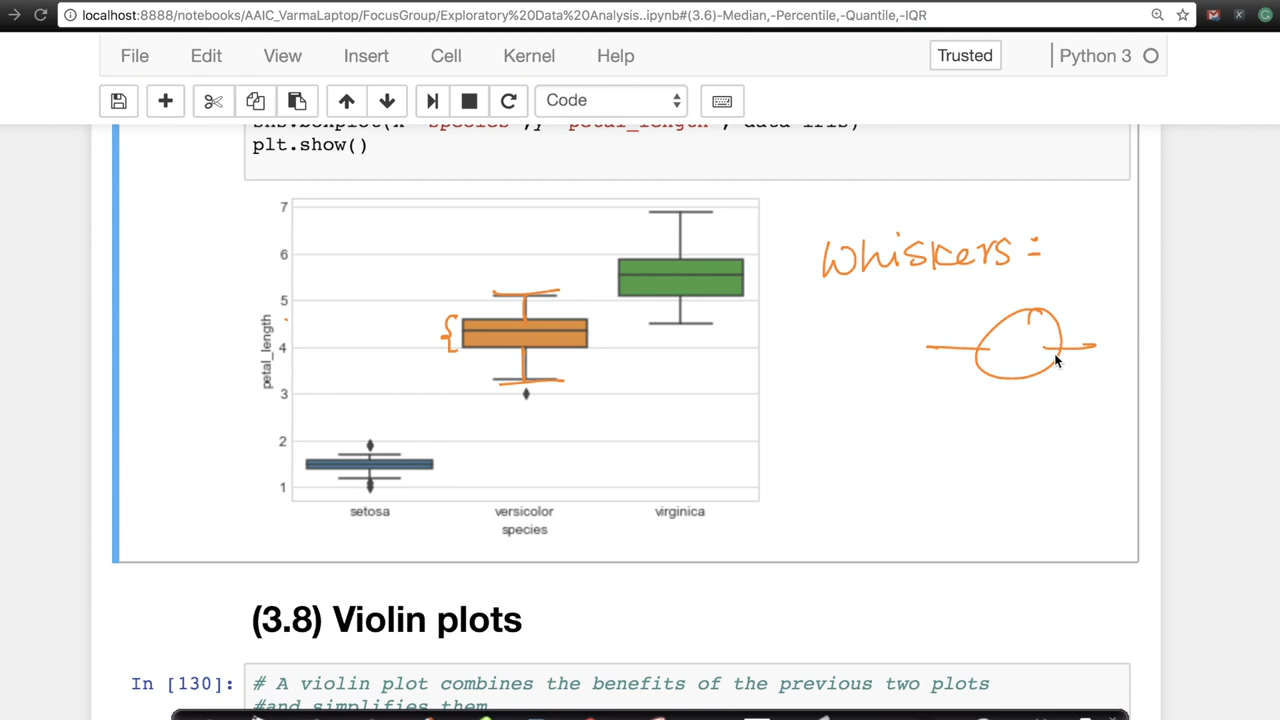 localhost:8888/notebooks/AAIC_VarmaLaptop/FocusGroup/Exploratory%20Data%20Analysis..ipynb#(3.6)-Median,-Percentile,-Quantile,-IQR
File Edit View Insert Cell Kernel Help Trusted Python 3
Code
plt.show()
7
6
5
4
3
2
1
petal_length
setosa versicolor virginica
species
Whiskers =
(3.8) Violin plots
In [130]: # A violin plot combines the benefits of the previous two plots
#and simplifies them